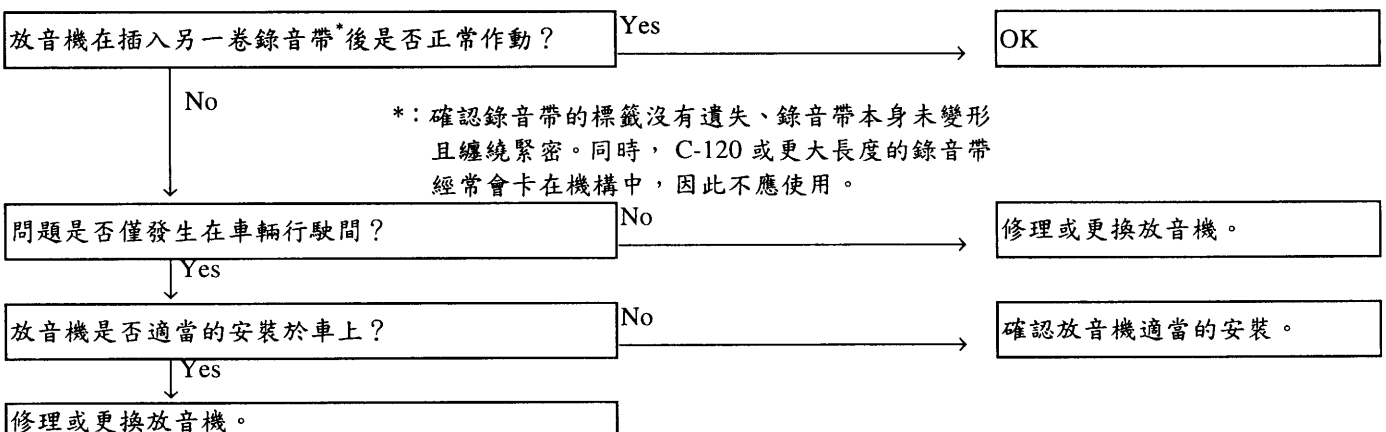 放音機在插入另一卷錄音帶*後是否正常作動？
Yes
OK
No
*：確認錄音帶的標籤沒有遺失、錄音帶本身未變形
且纏繞緊密。同時，C-120 或更大長度的錄音帶
經常會卡在機構中，因此不應使用。
問題是否僅發生在車輛行駛間？
No
修理或更換放音機。
Yes
放音機是否適當的安裝於車上？
No
確認放音機適當的安裝。
Yes
修理或更換放音機。